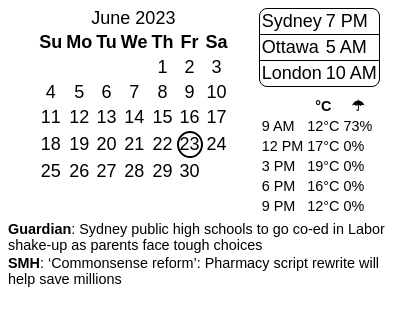 June 2023
Su Mo Tu We Th Fr Sa
1 2 3
4 5 6 7 8 9 10
11 12 13 14 15 16 17
18 19 20 21 22 23 24
25 26 27 28 29 30
Sydney 7 PM
Ottawa 5 AM
London 10 AM
°C ☂
9 AM 12°C 73%
12 PM 17°C 0%
3 PM 19°C 0%
6 PM 16°C 0%
9 PM 12°C 0%
Guardian: Sydney public high schools to go co-ed in Labor
shake-up as parents face tough choices
SMH: ‘Commonsense reform’: Pharmacy script rewrite will
help save millions